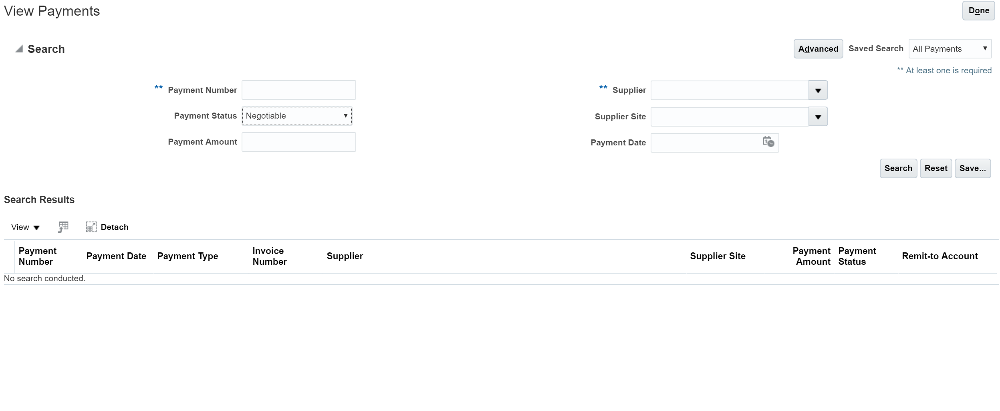 View Payments
Done
Search
Advanced Saved Search All Payments
** At least one is required
** Payment Number
** Supplier
Payment Status Negotiable
Supplier Site
Payment Amount
Payment Date
Search Reset Save...
Search Results
View Detach
Payment Number
Payment Date
Payment Type
Invoice Number
Supplier
Supplier Site
Payment Amount
Payment Status
Remit-to Account
No search conducted.